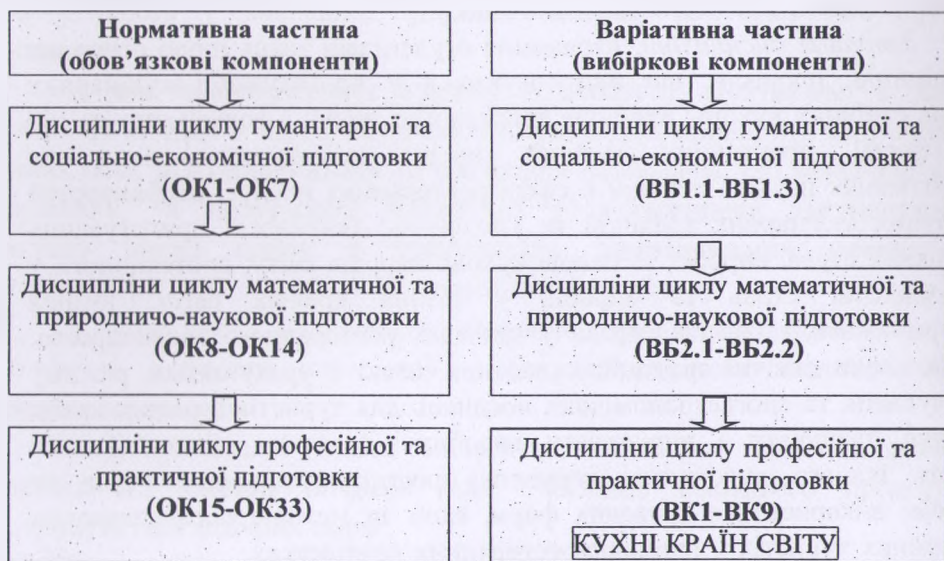 Нормативна частина
(обов’язкові компоненти)
Дисципліни циклу гуманітарної та
соціально-економічної підготовки
(ОК1-ОК7)
Дисципліни циклу математичної та
природничо-наукової підготовки
(ОК8-ОК14)
Дисципліни циклу професійної та
практичної підготовки
(ОК15-ОК33)
Варіативна частина
(вибіркові компоненти)
Дисципліни циклу гуманітарної та
соціально-економічної підготовки
(ВБ1.1-ВБ1.3)
Дисципліни циклу математичної та
природничо-наукової підготовки
(ВБ2.1-ВБ2.2)
Дисципліни циклу професійної та
практичної підготовки
(ВК1-ВК9)
КУХНІ КРАЇН СВІТУ